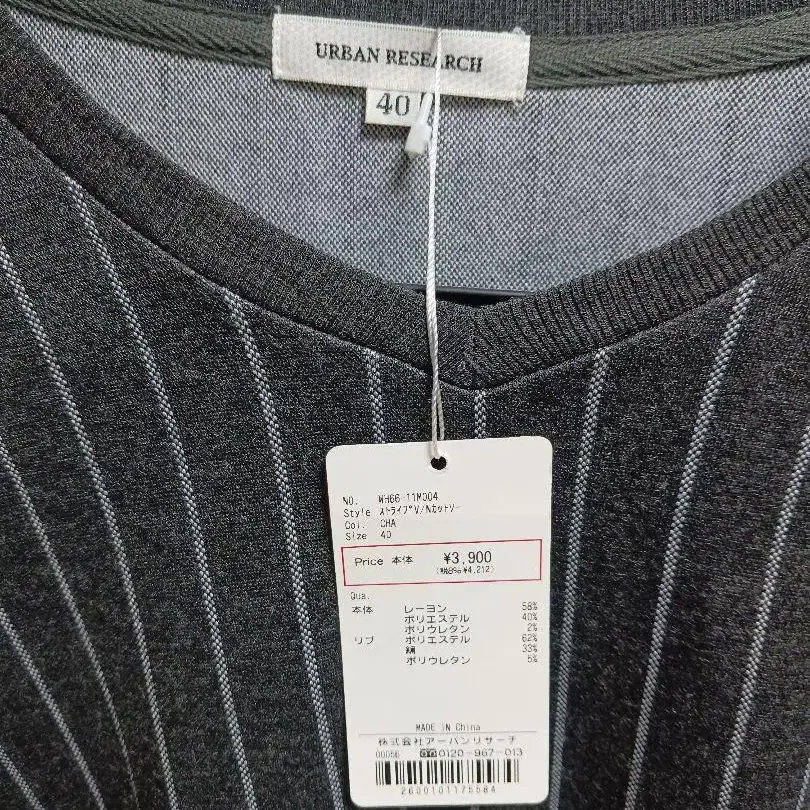 URBAN RESEARCH
40
NO. WH66-11M004
Style ストライプV/Nカットソー
Col. CHA
Size 40
Price 本体 ¥3,900
(税8% ¥4,212)
Qua.
本体 レーヨン 58%
ポリエステル 40%
ポリウレタン 2%
リブ ポリエステル 62%
綿 33%
ポリウレタン 5%
MADE IN China
株式会社アーバンリサーチ
00056 0120-967-013
2600101175584